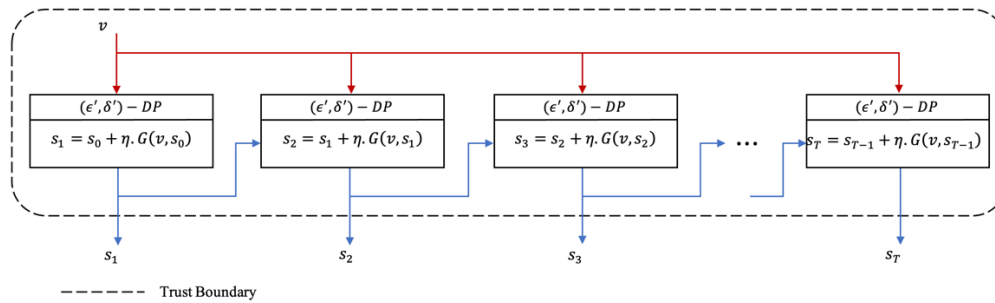 v
(ϵ′, δ′) − DP
s₁ = s₀ + η. G(v, s₀)
(ϵ′, δ′) − DP
s₂ = s₁ + η. G(v, s₁)
(ϵ′, δ′) − DP
s₃ = s₂ + η. G(v, s₂)
...
(ϵ′, δ′) − DP
s_T = s_{T−1} + η. G(v, s_{T−1})
s₁
s₂
s₃
s_T
Trust Boundary